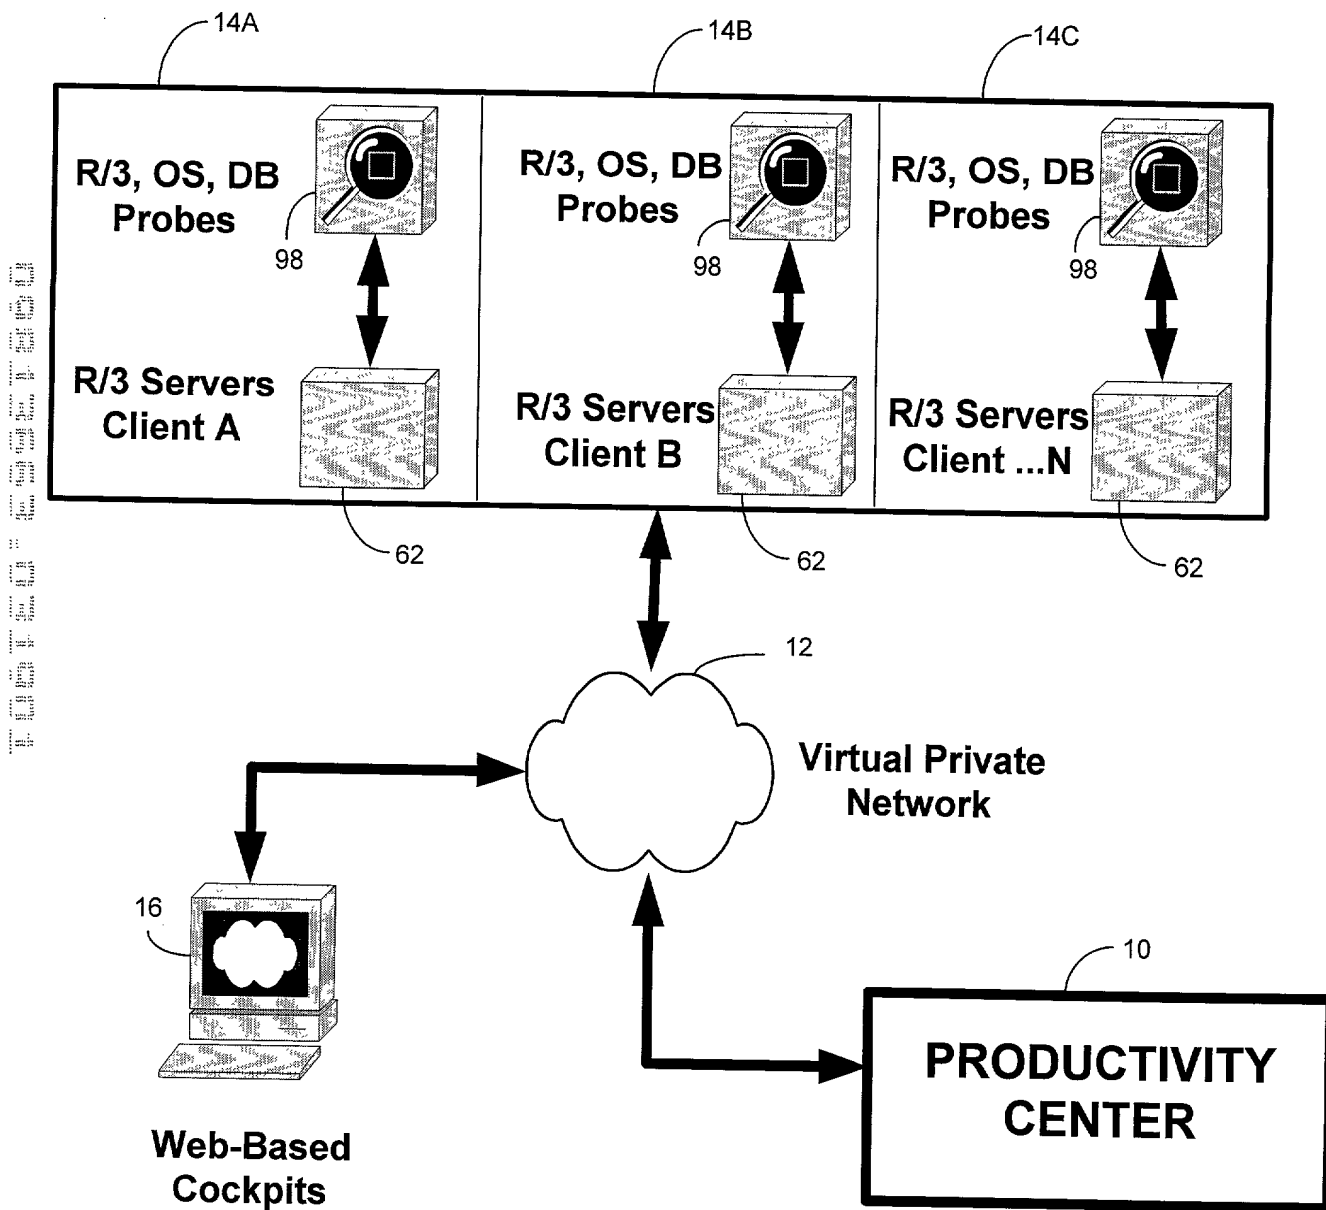 14A
14B
14C
R/3, OS, DB
Probes
98
R/3, OS, DB
Probes
98
R/3, OS, DB
Probes
98
R/3 Servers
Client A
62
R/3 Servers
Client B
62
R/3 Servers
Client ...N
62
12
Virtual Private
Network
16
Web-Based
Cockpits
10
PRODUCTIVITY
CENTER